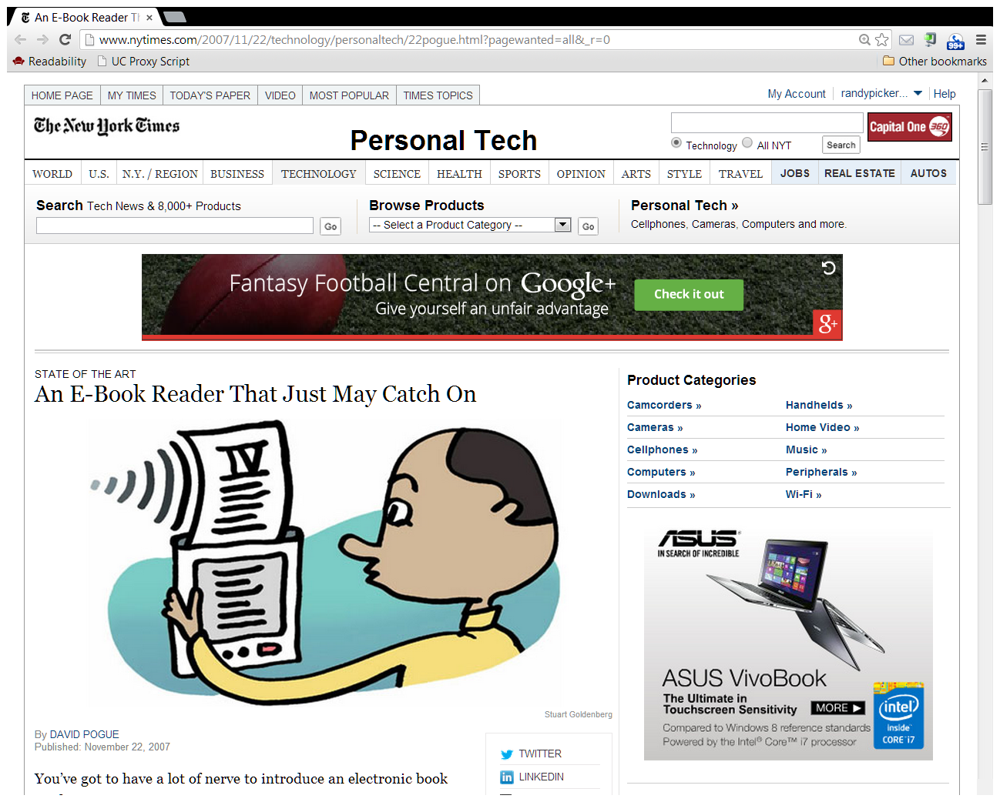 An E-Book Reader Th
www.nytimes.com/2007/11/22/technology/personaltech/22pogue.html?pagewanted=all&_r=0
99+
Readability UC Proxy Script Other bookmarks
HOME PAGE MY TIMES TODAY'S PAPER VIDEO MOST POPULAR TIMES TOPICS
My Account randypicker... Help
The New York Times
Personal Tech
Technology All NYT Search
Capital One 360
WORLD U.S. N.Y. / REGION BUSINESS TECHNOLOGY SCIENCE HEALTH SPORTS OPINION ARTS STYLE TRAVEL JOBS REAL ESTATE AUTOS
Search Tech News & 8,000+ Products
Go
Browse Products
-- Select a Product Category -- Go
Personal Tech »
Cellphones, Cameras, Computers and more.
Fantasy Football Central on Google+
Give yourself an unfair advantage
Check it out
g+
STATE OF THE ART
An E-Book Reader That Just May Catch On
IV
Stuart Goldenberg
By DAVID POGUE
Published: November 22, 2007
You've got to have a lot of nerve to introduce an electronic book
TWITTER
LINKEDIN
Product Categories
Camcorders » Handhelds »
Cameras » Home Video »
Cellphones » Music »
Computers » Peripherals »
Downloads » Wi-Fi »
ASUS
IN SEARCH OF INCREDIBLE
ASUS VivoBook
The Ultimate in
Touchscreen Sensitivity
MORE
Compared to Windows 8 reference standards
Powered by the Intel® Core™ i7 processor
intel
inside
CORE i7